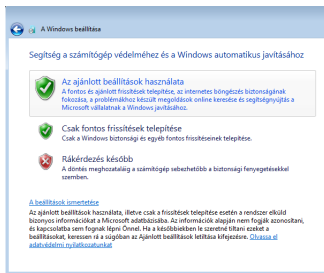 A Windows beállítása
Segítség a számítógép védelméhez és a Windows automatikus javításához
Az ajánlott beállítások használata
A fontos és ajánlott frissítések telepítése, az internetes böngészés biztonságának
fokozása, a problémákhoz készült megoldások online keresése és segítségnyújtás a
Microsoft vállalatnak a Windows javításához.
Csak fontos frissítések telepítése
Csak a Windows biztonsági és egyéb fontos frissítéseinek telepítése.
Rákérdezés később
A döntés meghozataláig a számítógép sebezhetőbb a biztonsági fenyegetésekkel
szemben.
A beállítások ismertetése
Az ajánlott beállítások használata, illetve csak a frissítések telepítése esetén a rendszer elküld
bizonyos információkat a Microsoft adatbázisába. Az információk alapján nem fogják azonosítani,
és kapcsolatba sem fognak lépni Önnel. Ha a későbbiekben le szeretné tiltani ezeket a
beállításokat, keressen rá a súgóban az Ajánlott beállítások letiltása kifejezésre. Olvassa el
adatvédelmi nyilatkozatunkat